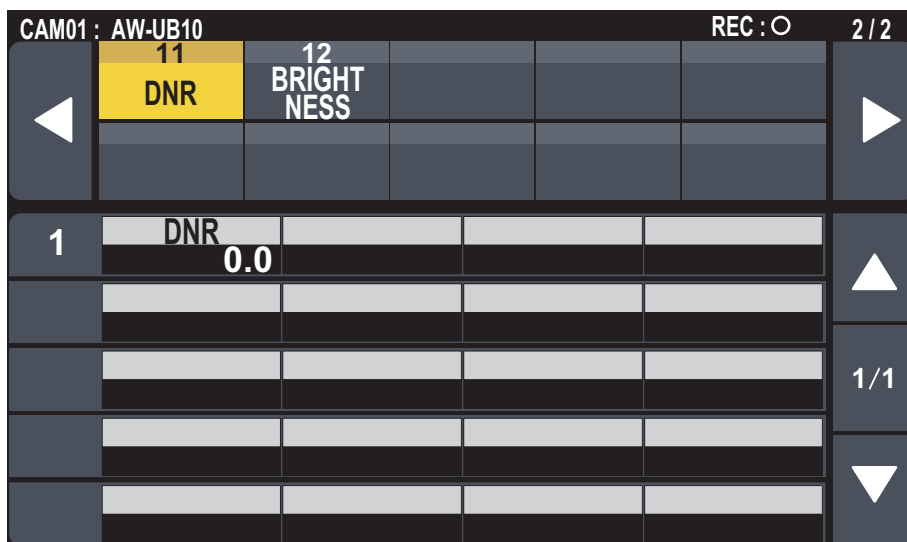 CAM01 : AW-UB10 REC : ○ 2 / 2
11 12
DNR BRIGHT
NESS
1 DNR
0.0
1/1